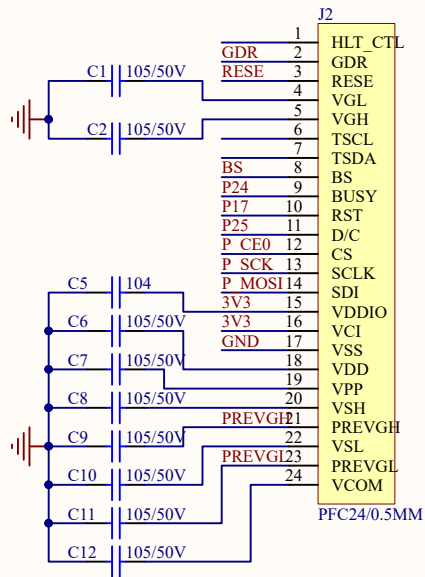 J2
1 HLT_CTL
GDR 2 GDR
RESE 3 RESE
C1 105/50V 4 VGL
5 VGH
C2 105/50V 6 TSCL
7 TSDA
BS 8 BS
P24 9 BUSY
P17 10 RST
P25 11 D/C
P_CE0 12 CS
P_SCK 13 SCLK
C5 104 P_MOSI 14 SDI
3V3 15 VDDIO
C6 105/50V 3V3 16 VCI
GND 17 VSS
C7 105/50V 18 VDD
19 VPP
C8 105/50V 20 VSH
PREVGH 21 PREVGH
C9 105/50V 22 VSL
PREVGL 23 PREVGL
C10 105/50V 24 VCOM
C11 105/50V PFC24/0.5MM
C12 105/50V